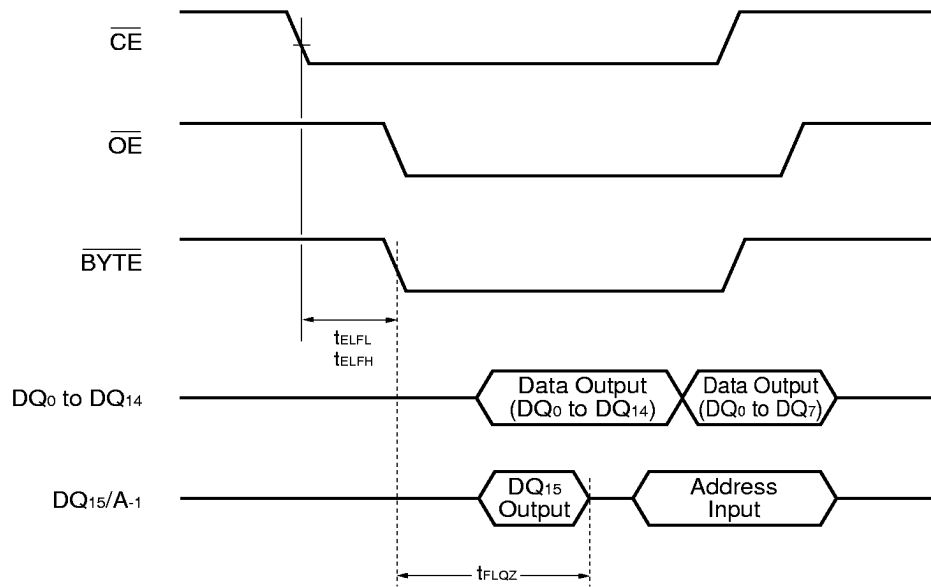 CE
OE
BYTE
tELFL
tELFH
DQ0 to DQ14
Data Output
(DQ0 to DQ14)
Data Output
(DQ0 to DQ7)
DQ15/A-1
DQ15
Output
Address
Input
tFLQZ